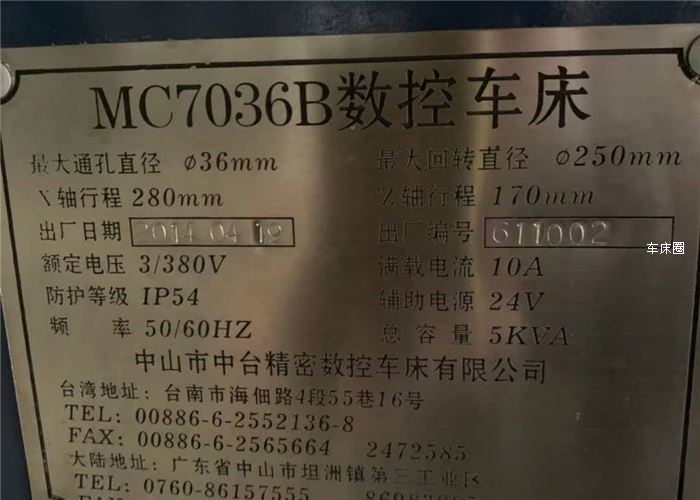 MC7036B数控车床
最大通孔直径 ø36mm 最大回转直径 ø250mm
X轴行程 280mm Z轴行程 170mm
出厂日期 2014 04 19 出厂编号 611002
车床圈
额定电压 3/380V 满载电流 10A
防护等级 IP54 辅助电源 24V
频 率 50/60HZ 总 容 量 5KVA
中山市中台精密数控车床有限公司
台湾地址: 台南市海佃路4段55巷16号
TEL: 00886-6-2552136-8
FAX: 00886-6-2565664 2472585
大陆地址: 广东省中山市坦洲镇第三工业区
TEL: 0760-86157555
FAX